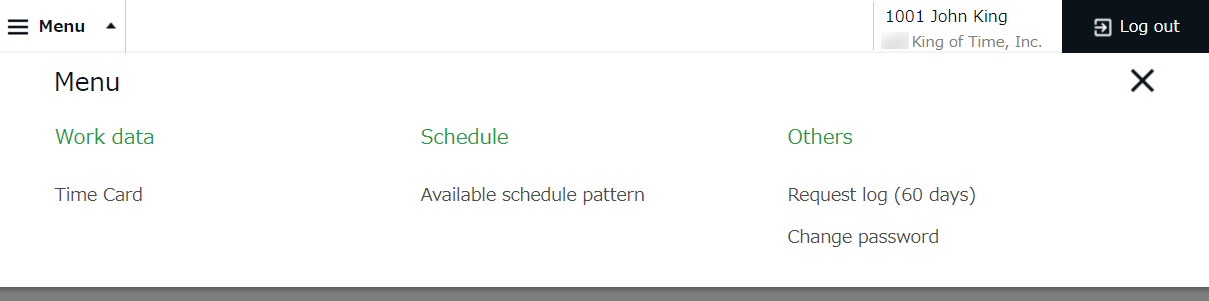 Menu
1001 John King
King of Time, Inc.
Log out
Menu
Work data
Schedule
Others
Time Card
Available schedule pattern
Request log (60 days)
Change password